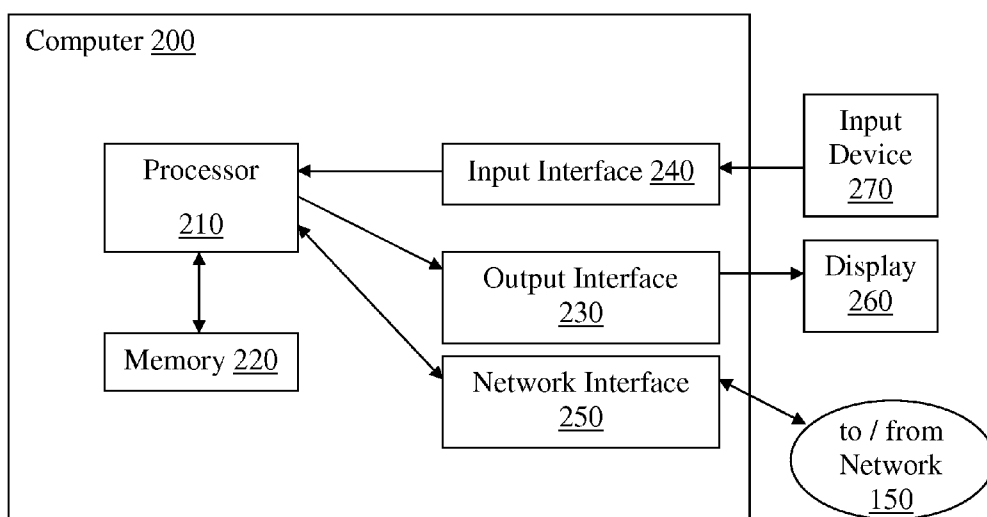 Computer 200
Processor
210
Input Interface 240
Input
Device
270
Output Interface
230
Display
260
Memory 220
Network Interface
250
to / from
Network
150